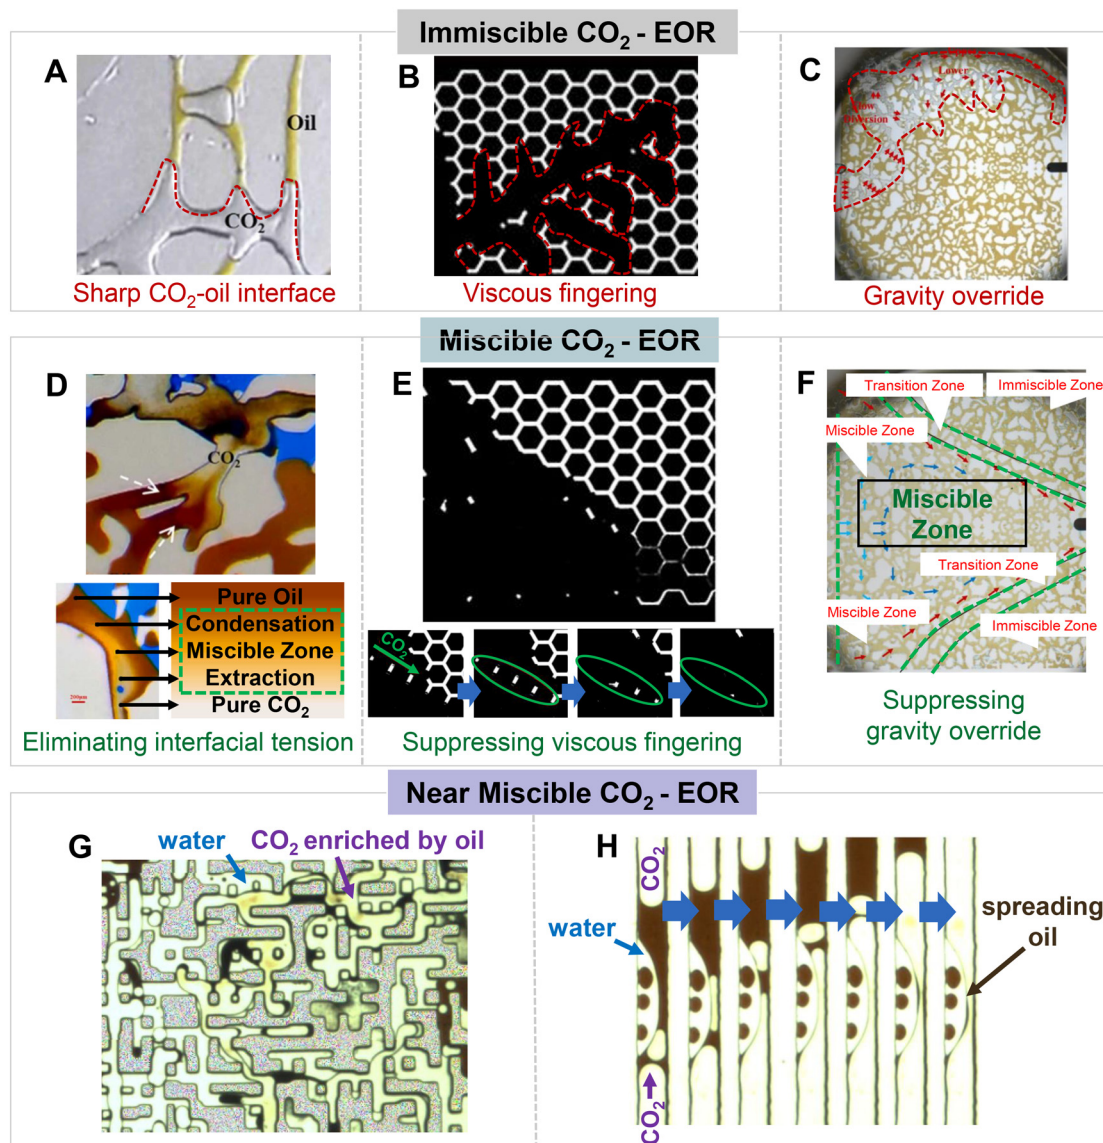 Immiscible CO₂ - EOR
A
Oil
CO₂
Sharp CO₂-oil interface
B
Viscous fingering
C
Lower
Gravity override
Miscible CO₂ - EOR
D
CO₂
Pure Oil
Condensation
Miscible Zone
Extraction
Pure CO₂
200μm
Eliminating interfacial tension
E
CO₂
Suppressing viscous fingering
F
Transition Zone
Immiscible Zone
Miscible Zone
Miscible
Zone
Transition Zone
Miscible Zone
Immiscible Zone
Suppressing
gravity override
Near Miscible CO₂ - EOR
G
water
CO₂ enriched by oil
H
CO₂
water
spreading
oil
CO₂